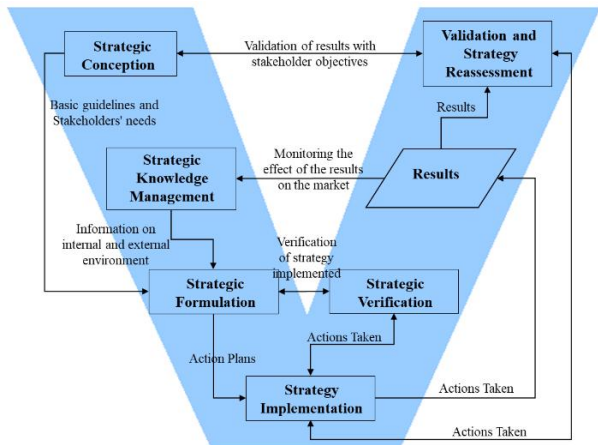 Strategic
Conception
Validation of results with
stakeholder objectives
Validation and
Strategy
Reassessment
Basic guidelines and
Stakeholders' needs
Results
Strategic
Knowledge
Management
Monitoring the
effect of the results
on the market
Results
Information on
internal and external
environment
Verification
of strategy
implemented
Strategic
Formulation
Strategic
Verification
Actions Taken
Action Plans
Strategy
Implementation
Actions Taken
Actions Taken